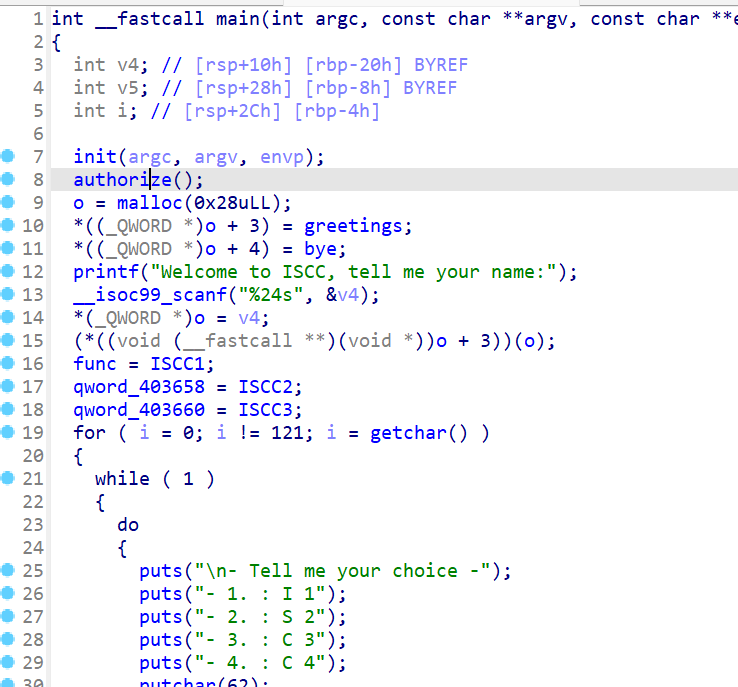 1 int __fastcall main(int argc, const char **argv, const char **e
2 {
3 int v4; // [rsp+10h] [rbp-20h] BYREF
4 int v5; // [rsp+28h] [rbp-8h] BYREF
5 int i; // [rsp+2Ch] [rbp-4h]
6
7 init(argc, argv, envp);
8 authorize();
9 o = malloc(0x28uLL);
10 *((_QWORD *)o + 3) = greetings;
11 *((_QWORD *)o + 4) = bye;
12 printf("Welcome to ISCC, tell me your name:");
13 __isoc99_scanf("%24s", &v4);
14 *(_QWORD *)o = v4;
15 (*((void (__fastcall **)(void *))o + 3))(o);
16 func = ISCC1;
17 qword_403658 = ISCC2;
18 qword_403660 = ISCC3;
19 for ( i = 0; i != 121; i = getchar() )
20 {
21 while ( 1 )
22 {
23 do
24 {
25 puts("\n- Tell me your choice -");
26 puts("- 1. : I 1");
27 puts("- 2. : S 2");
28 puts("- 3. : C 3");
29 puts("- 4. : C 4");
30 putchar(62);